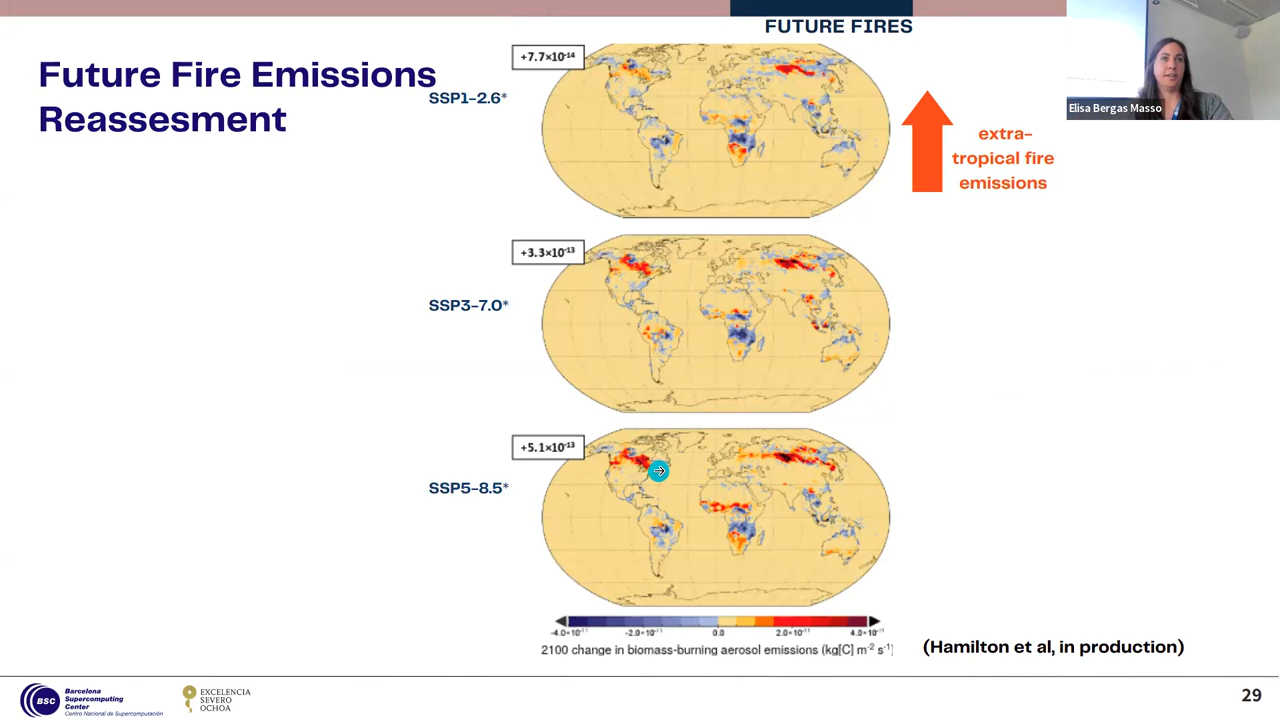 FUTURE FIRES
Future Fire Emissions
Reassesment
Elisa Bergas Masso
+7.7×10⁻¹⁴
SSP1-2.6*
extra-
tropical fire
emissions
+3.3×10⁻¹³
SSP3-7.0*
+5.1×10⁻¹³
SSP5-8.5*
-4.0×10⁻¹¹ -2.0×10⁻¹¹ 0.0 2.0×10⁻¹¹ 4.0×10⁻¹¹
2100 change in biomass-burning aerosol emissions (kg[C] m⁻² s⁻¹)
(Hamilton et al, in production)
BSC
Barcelona
Supercomputing
Center
Centro Nacional de Supercomputación
EXCELENCIA
SEVERO
OCHOA
29